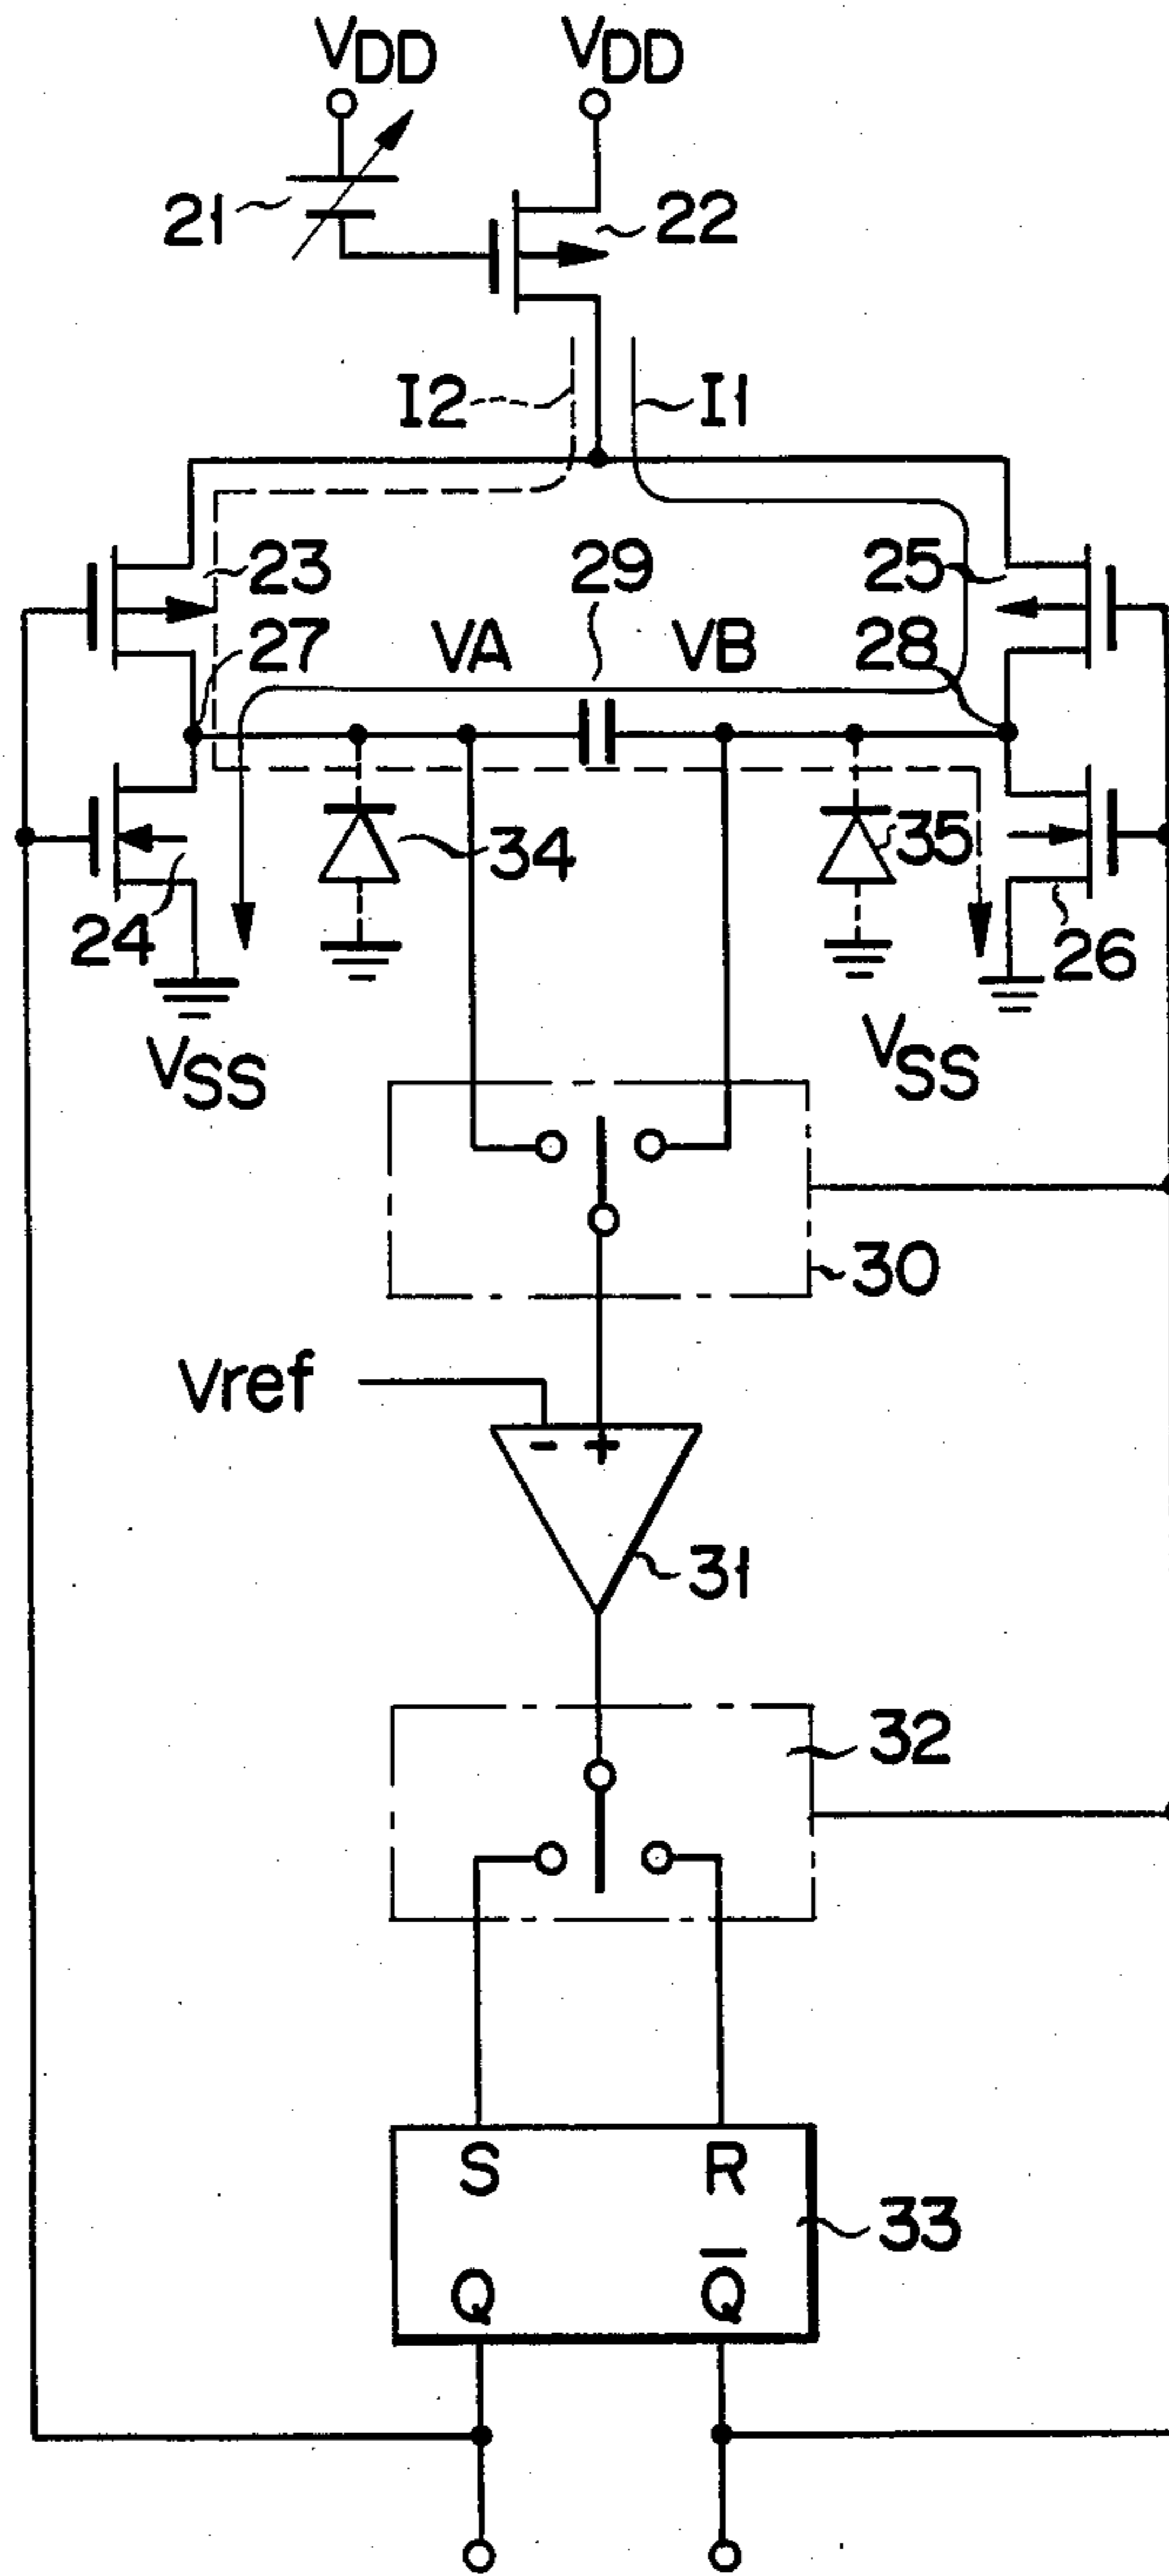 VDD VDD
21 22
I2 I1
23 29 25
27 VA VB 28
34 35
24 26
VSS VSS
30
Vref
- +
31
32
S R
33
Q Q̅